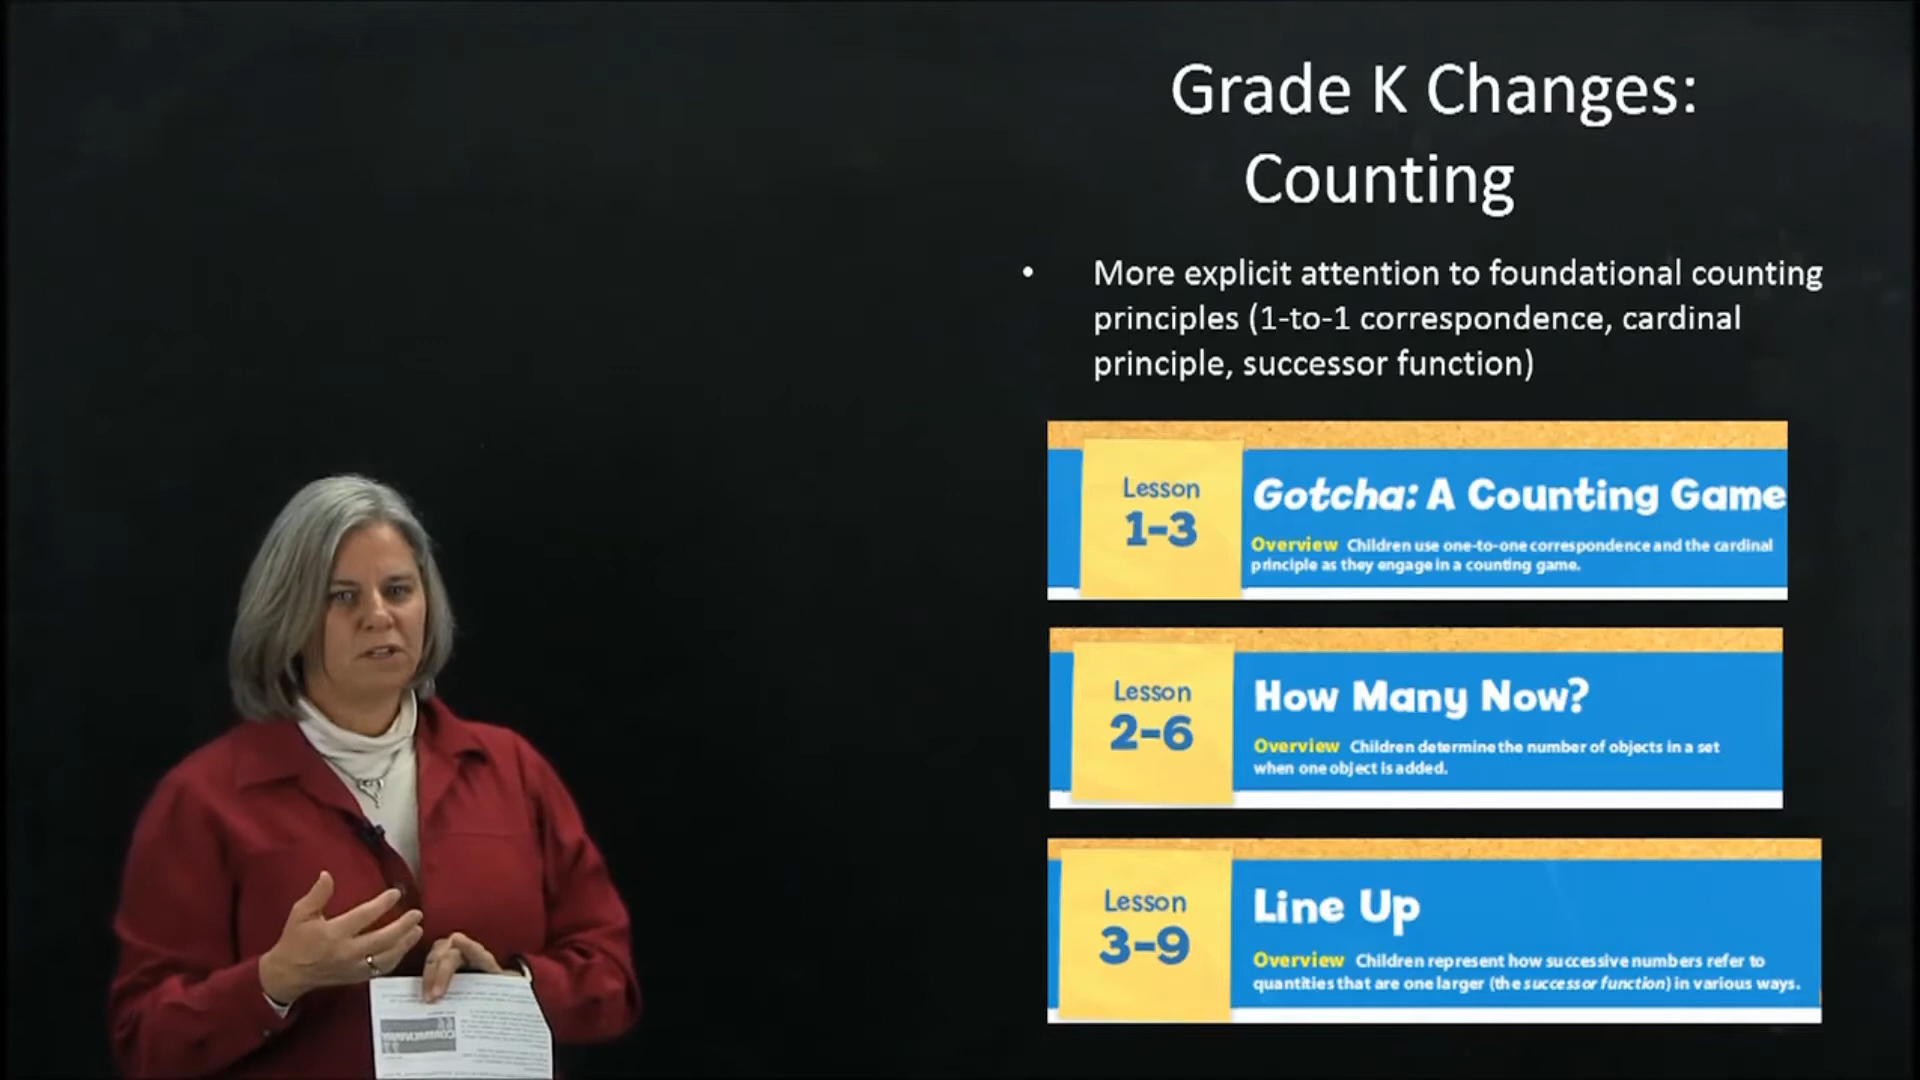 Grade K Changes:
Counting
• More explicit attention to foundational counting
principles (1-to-1 correspondence, cardinal
principle, successor function)
Lesson
1-3
Gotcha: A Counting Game
Overview Children use one-to-one correspondence and the cardinal
principle as they engage in a counting game.
Lesson
2-6
How Many Now?
Overview Children determine the number of objects in a set
when one object is added.
Lesson
3-9
Line Up
Overview Children represent how successive numbers refer to
quantities that are one larger (the successor function) in various ways.